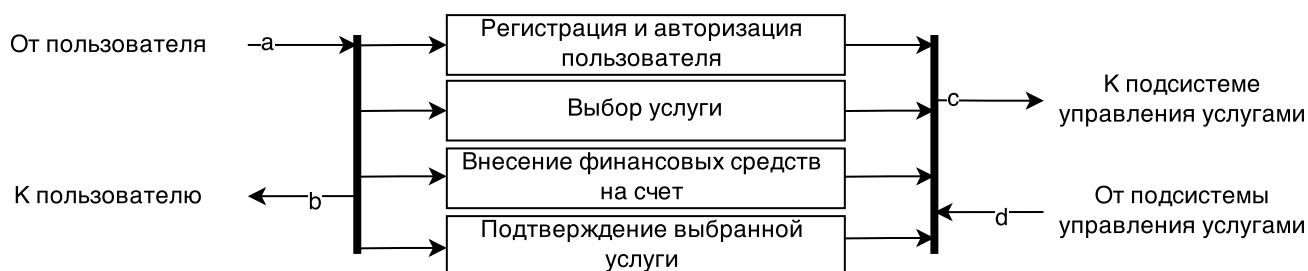 От пользователя
a
Регистрация и авторизация
пользователя
Выбор услуги
c
К подсистеме
управления услугами
Внесение финансовых средств
на счет
К пользователю
b
От подсистемы
управления услугами
d
Подтверждение выбранной
услуги